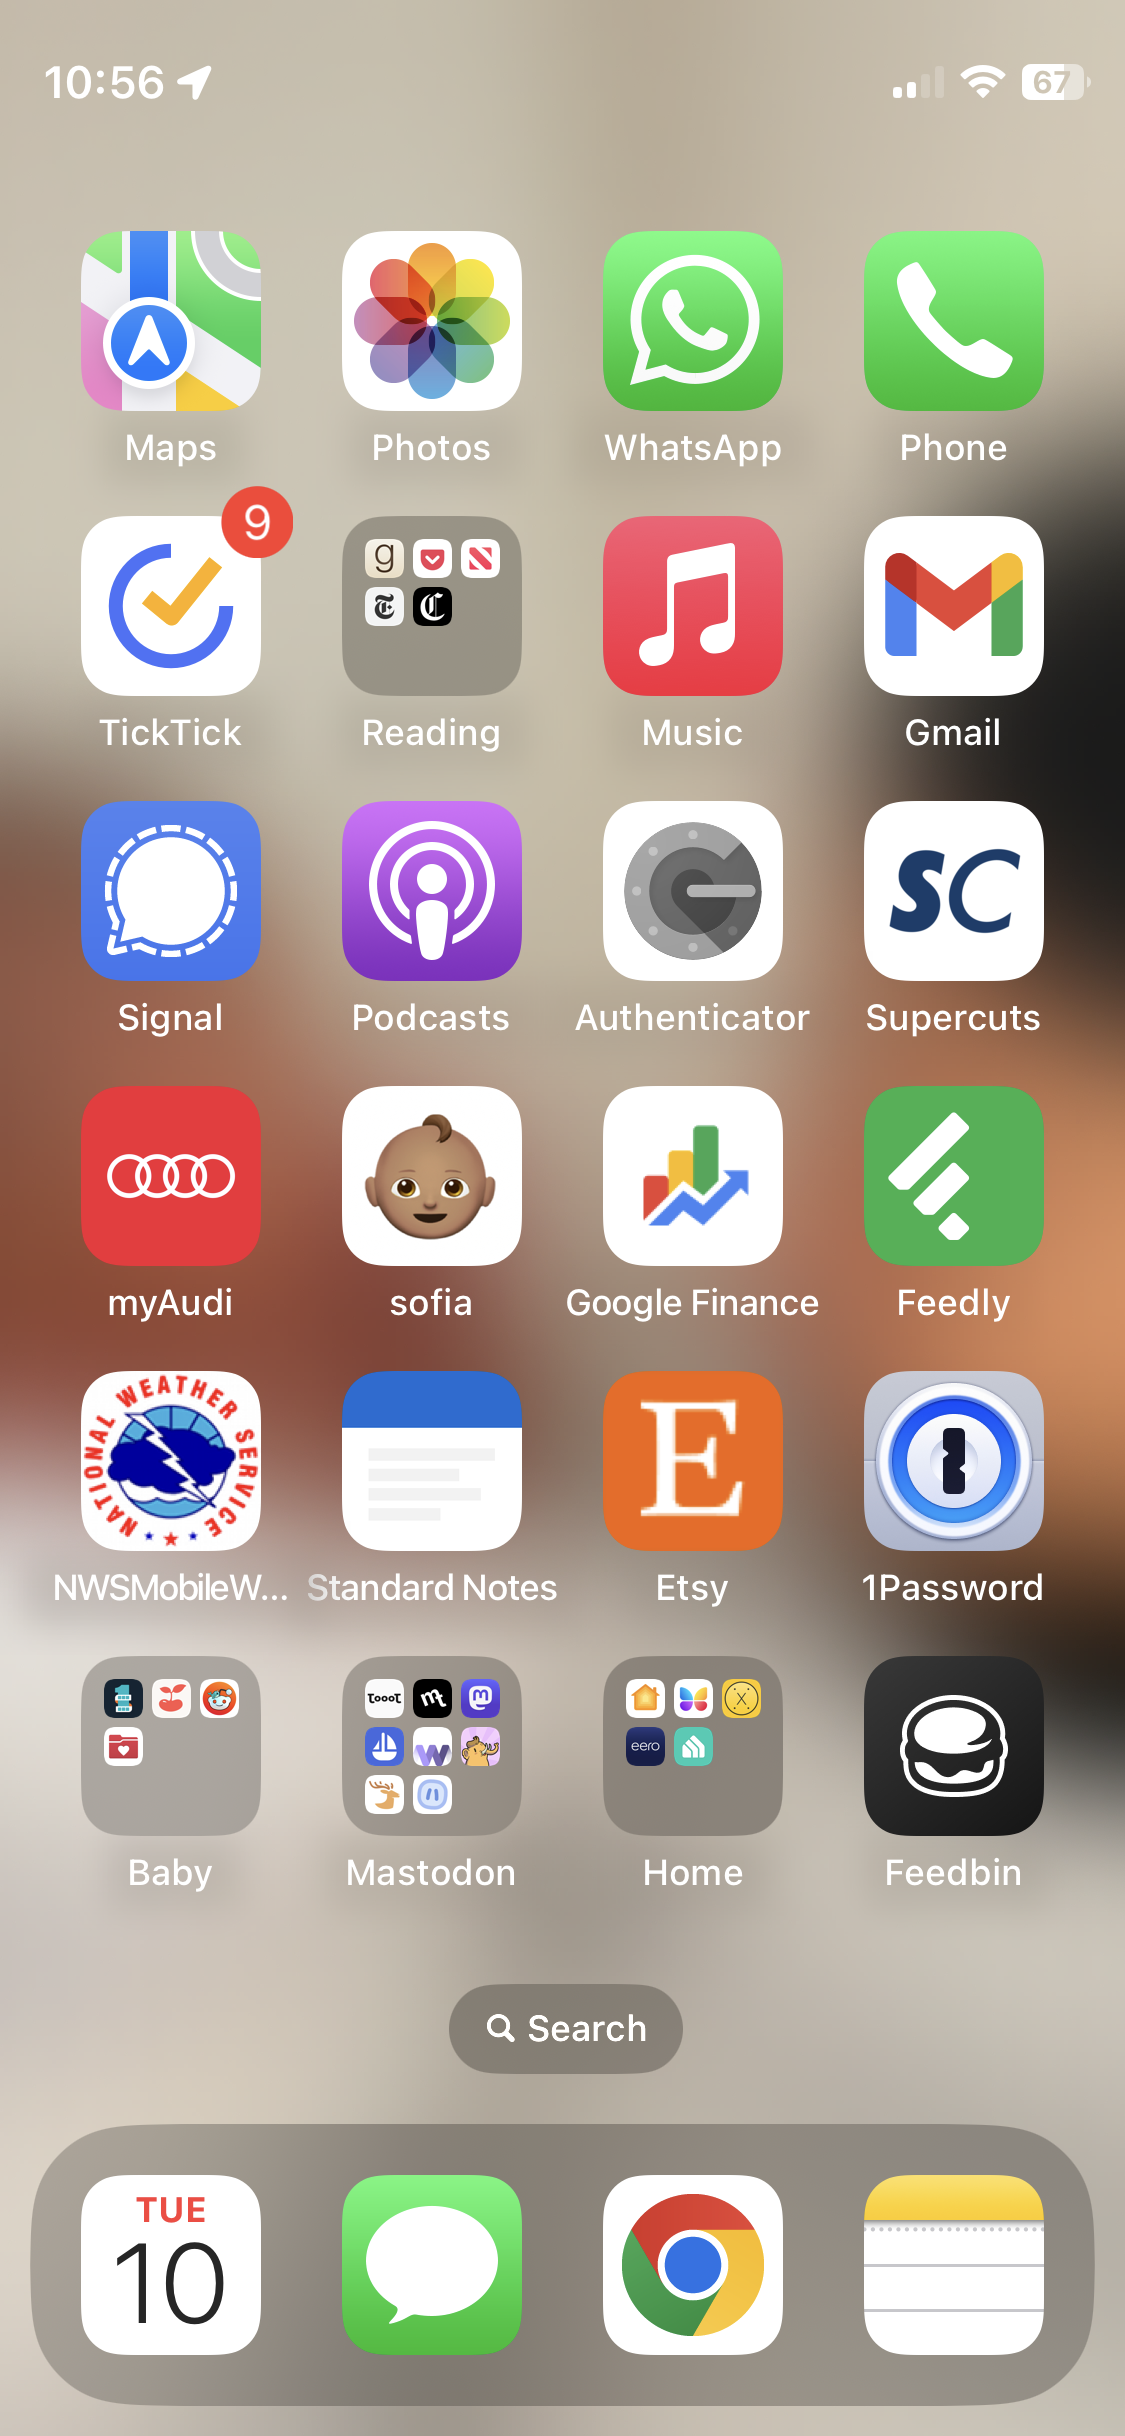 10:56
67
Maps Photos WhatsApp Phone
9
g
TickTick Reading Music Gmail
SC
Signal Podcasts Authenticator Supercuts
myAudi sofia Google Finance Feedly
NATIONAL WEATHER SERVICE
E
NWSMobileW... Standard Notes Etsy 1Password
Tooot
eero
X
Baby Mastodon Home Feedbin
Search
TUE
10